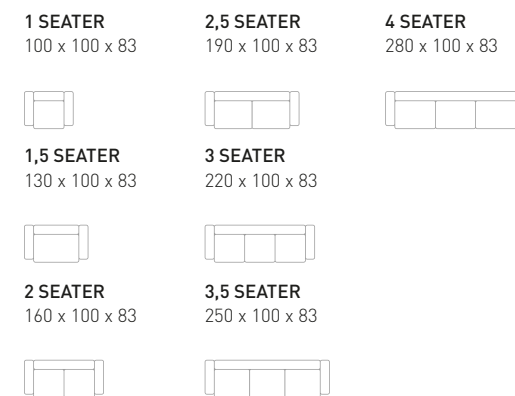 1 SEATER
100 x 100 x 83
1,5 SEATER
130 x 100 x 83
2 SEATER
160 x 100 x 83
2,5 SEATER
190 x 100 x 83
3 SEATER
220 x 100 x 83
3,5 SEATER
250 x 100 x 83
4 SEATER
280 x 100 x 83